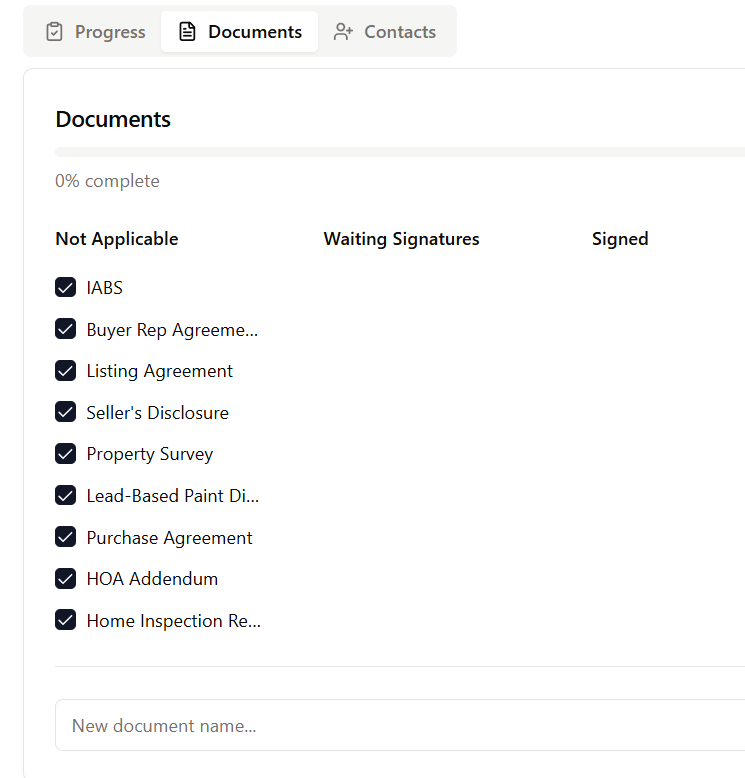 Progress Documents Contacts
Documents
0% complete
Not Applicable Waiting Signatures Signed
IABS
Buyer Rep Agreeme...
Listing Agreement
Seller's Disclosure
Property Survey
Lead-Based Paint Di...
Purchase Agreement
HOA Addendum
Home Inspection Re...
New document name...